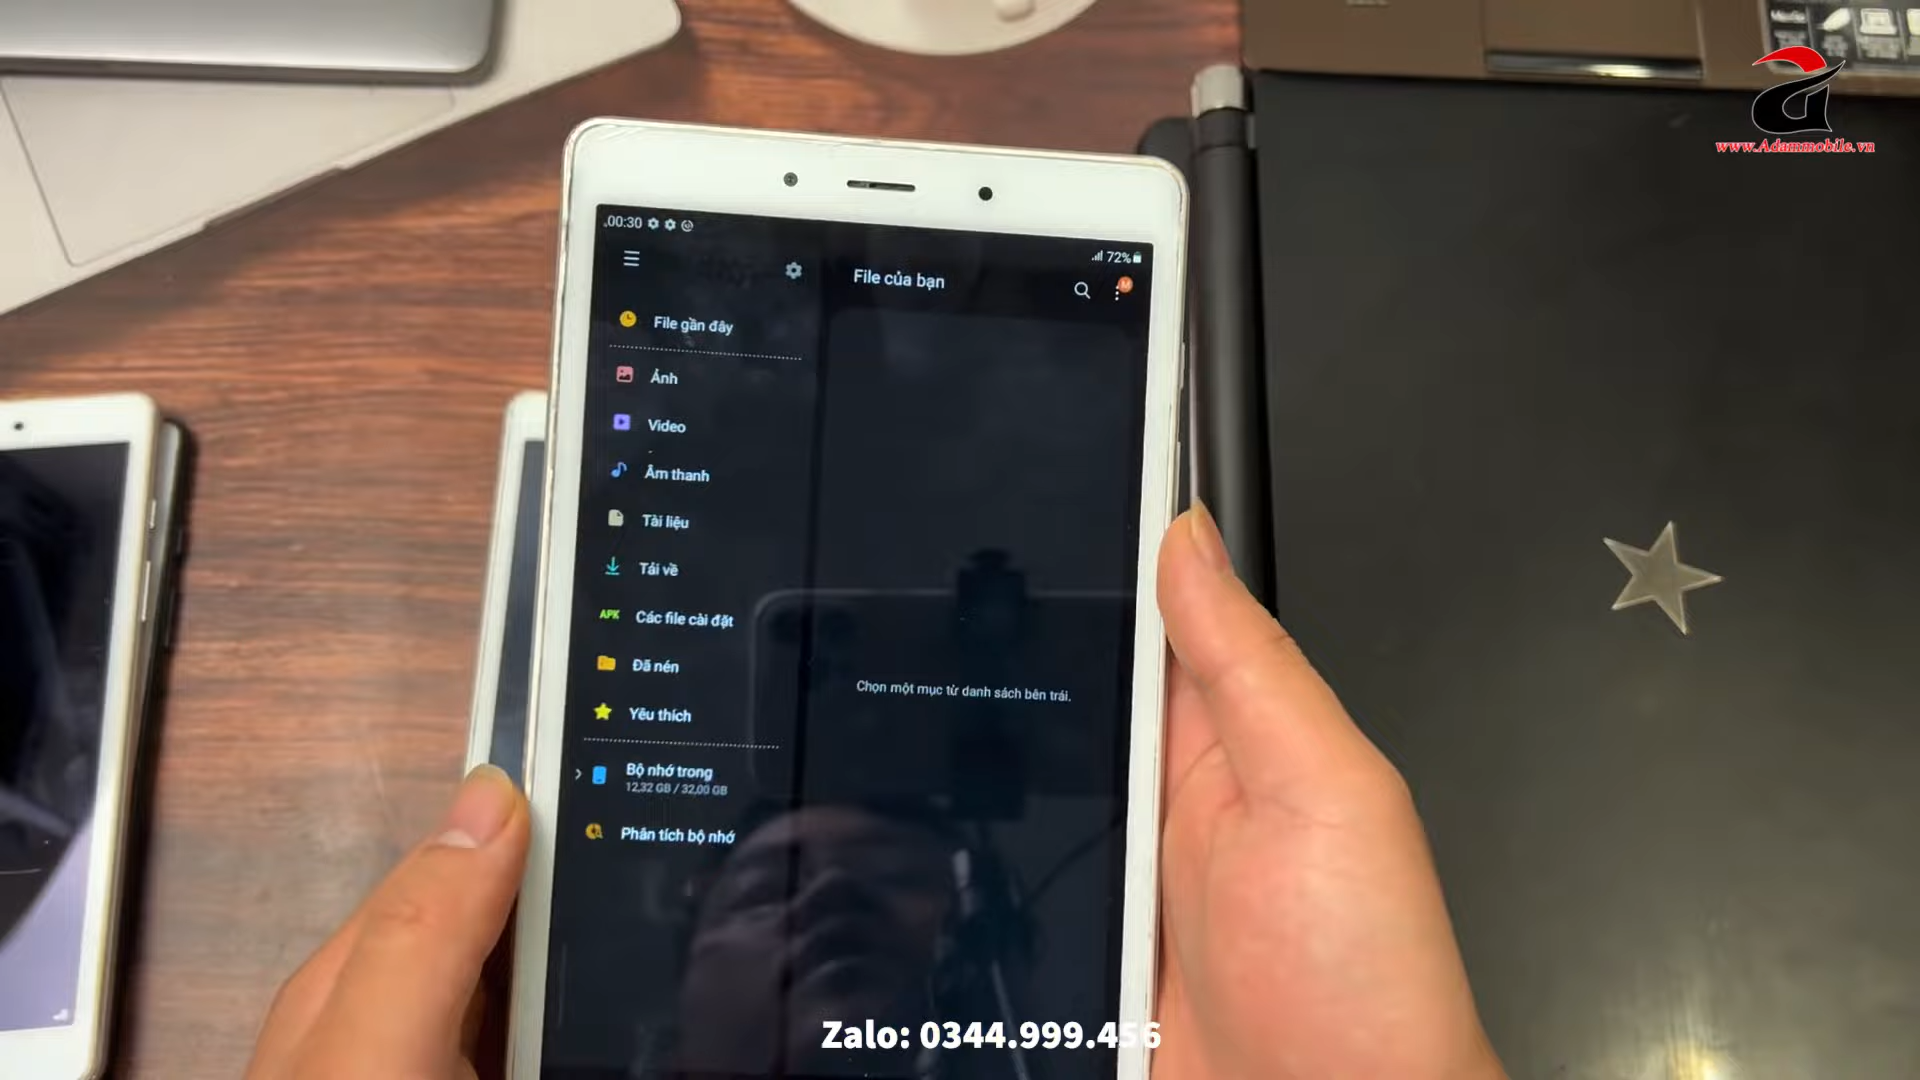 www.Adammobile.vn
00:30
72%
File của bạn
M
File gần đây
Ảnh
Video
Âm thanh
Tài liệu
Tải về
APK Các file cài đặt
Đã nén
Chọn một mục từ danh sách bên trái.
Yêu thích
Bộ nhớ trong
12,32 GB / 32,00 GB
Phân tích bộ nhớ
Zalo: 0344.999.456